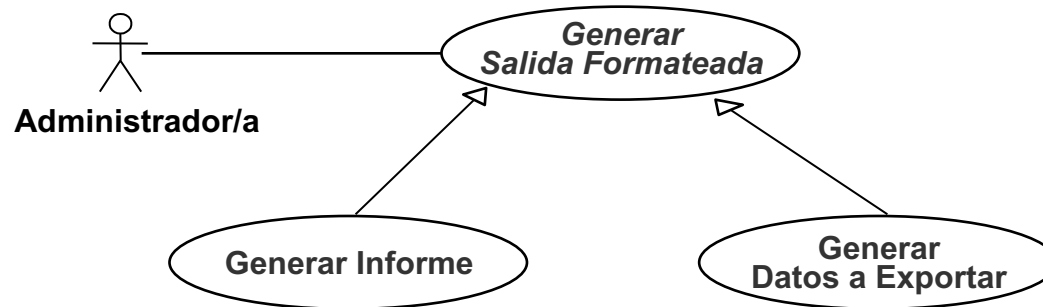 Generar
Salida Formateada
Administrador/a
Generar Informe
Generar
Datos a Exportar